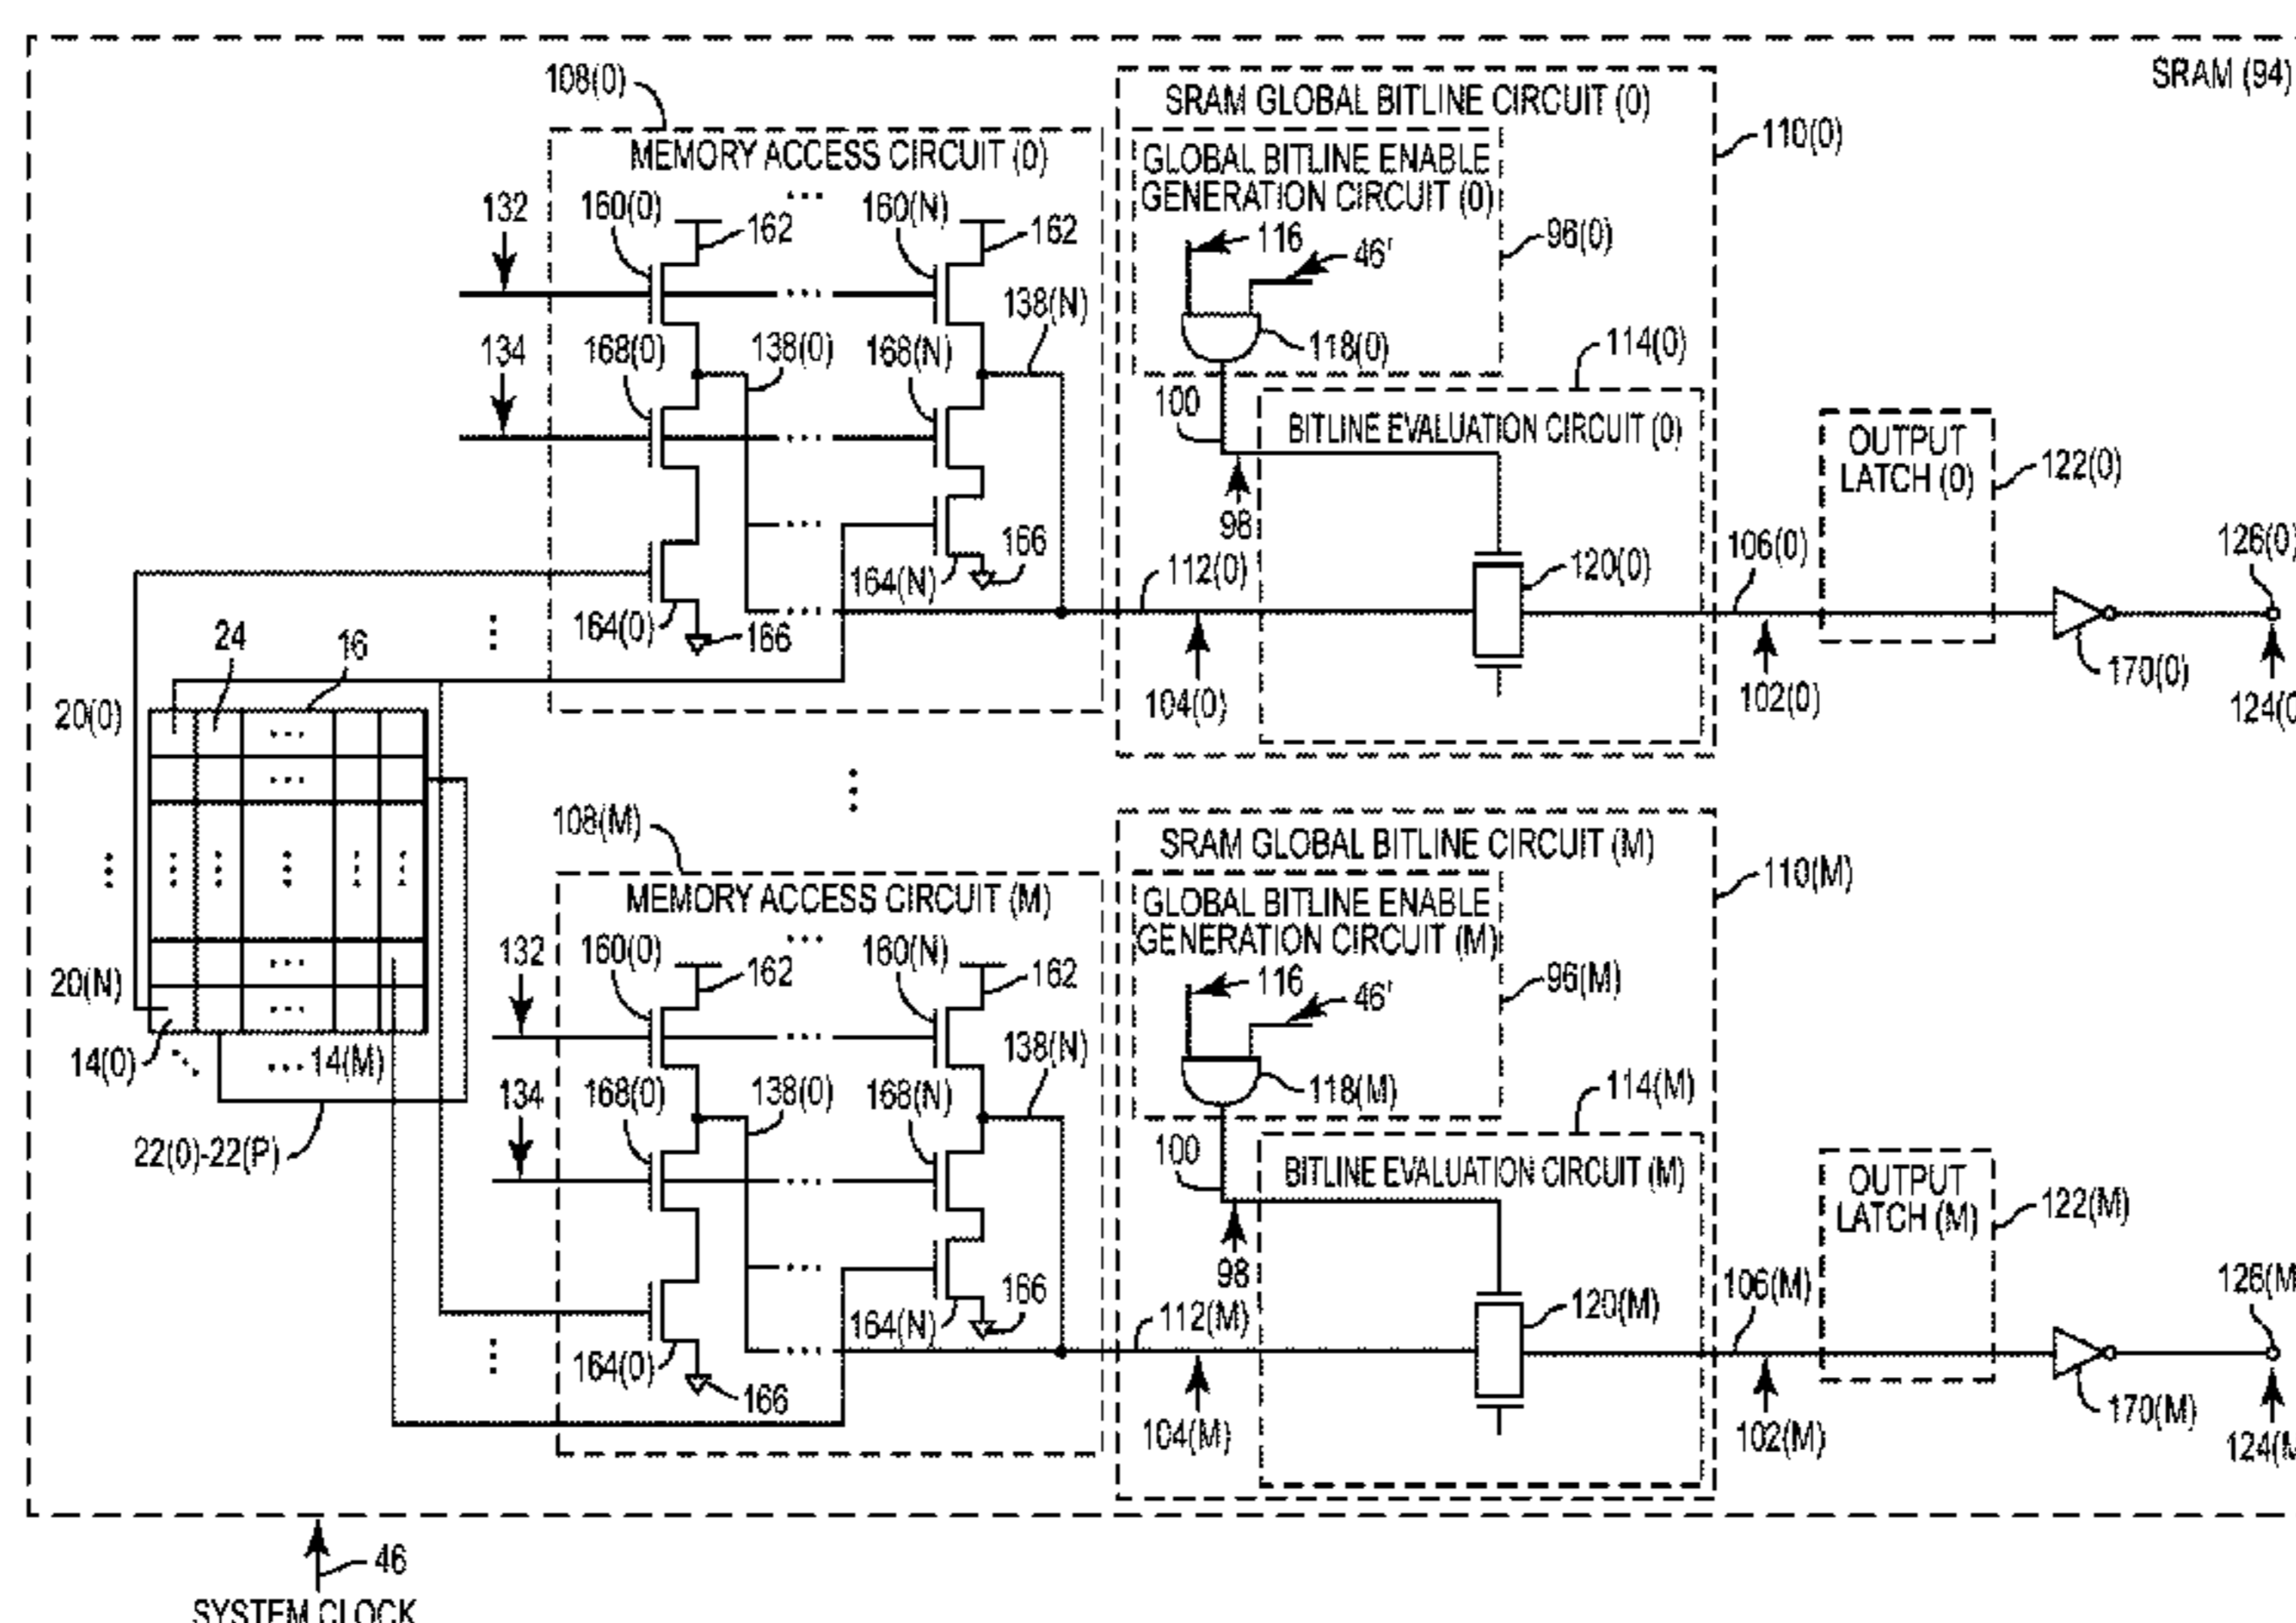 SRAM (94)
108(0)
SRAM GLOBAL BITLINE CIRCUIT (0)
110(0)
MEMORY ACCESS CIRCUIT (0)
GLOBAL BITLINE ENABLE
GENERATION CIRCUIT (0)
132
160(0)
...
162
160(N)
162
116
46'
96(0)
134
168(0)
138(0)
168(N)
138(N)
118(0)
114(0)
100
BITLINE EVALUATION CIRCUIT (0)
OUTPUT
LATCH (0)
122(0)
98
166
164(N)
112(0)
120(0)
106(0)
126(0)
164(0)
166
24
16
20(0)
104(0)
102(0)
170(0)
124(0
108(M)
SRAM GLOBAL BITLINE CIRCUIT (M)
110(M)
MEMORY ACCESS CIRCUIT (M)
GLOBAL BITLINE ENABLE
GENERATION CIRCUIT (M)
132
160(0)
...
162
160(N)
162
116
46'
96(M)
20(N)
14(0)
... 14(M)
134
168(0)
138(0)
168(N)
138(N)
118(M)
114(M)
22(0)-22(P)
100
BITLINE EVALUATION CIRCUIT (M)
OUTPUT
LATCH (M)
122(M)
98
166
164(N)
112(M)
120(M)
106(M)
126(M
164(0)
166
104(M)
102(M)
170(M)
124(M
46
SYSTEM CLOCK